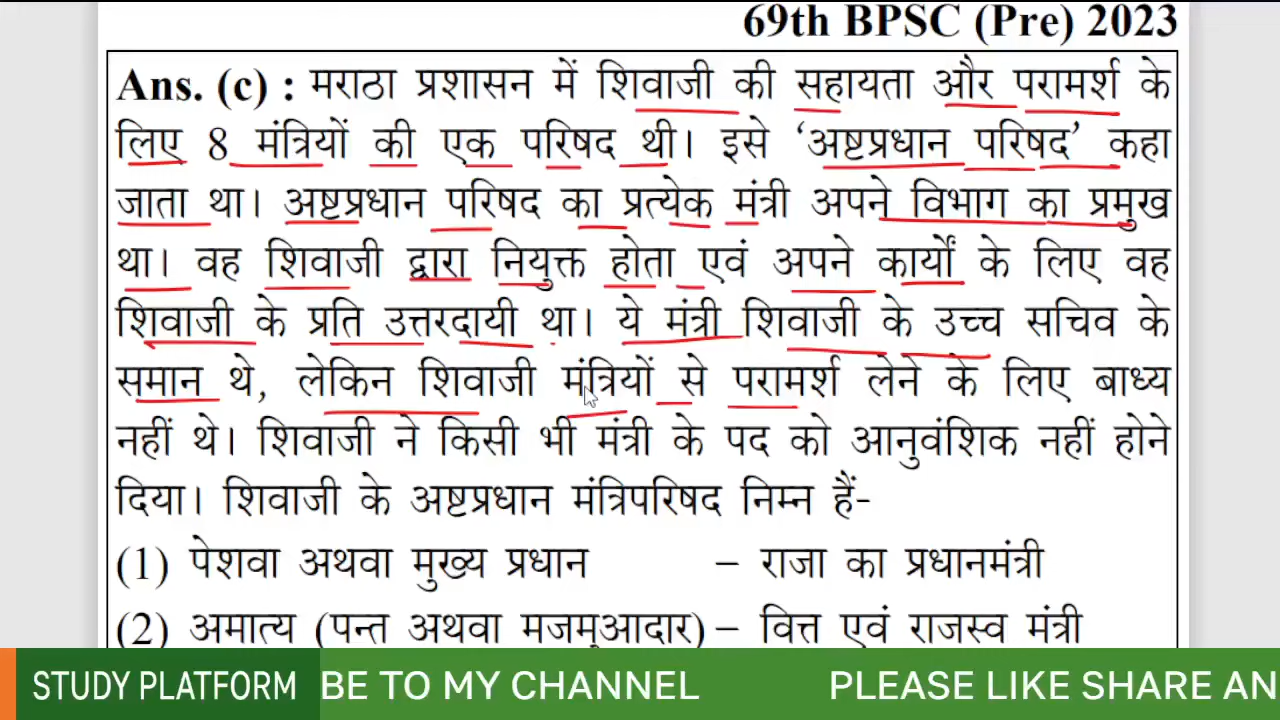 69th BPSC (Pre) 2023
Ans. (c) : मराठा प्रशासन में शिवाजी की सहायता और परामर्श के
लिए 8 मंत्रियों की एक परिषद थी। इसे ‘अष्टप्रधान परिषद’ कहा
जाता था। अष्टप्रधान परिषद का प्रत्येक मंत्री अपने विभाग का प्रमुख
था। वह शिवाजी द्वारा नियुक्त होता एवं अपने कार्यों के लिए वह
शिवाजी के प्रति उत्तरदायी था। ये मंत्री शिवाजी के उच्च सचिव के
समान थे, लेकिन शिवाजी मंत्रियों से परामर्श लेने के लिए बाध्य
नहीं थे। शिवाजी ने किसी भी मंत्री के पद को आनुवंशिक नहीं होने
दिया। शिवाजी के अष्टप्रधान मंत्रिपरिषद निम्न हैं-
(1) पेशवा अथवा मुख्य प्रधान – राजा का प्रधानमंत्री
(2) अमात्य (पन्त अथवा मजमूआदार) – वित्त एवं राजस्व मंत्री
STUDY PLATFORM BE TO MY CHANNEL PLEASE LIKE SHARE AN